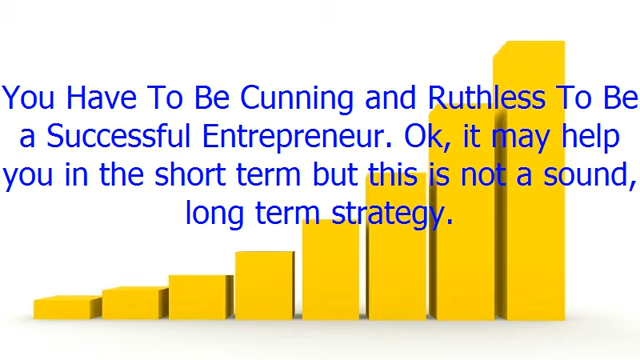 You Have To Be Cunning and Ruthless To Be
a Successful Entrepreneur. Ok, it may help
you in the short term but this is not a sound,
long term strategy.